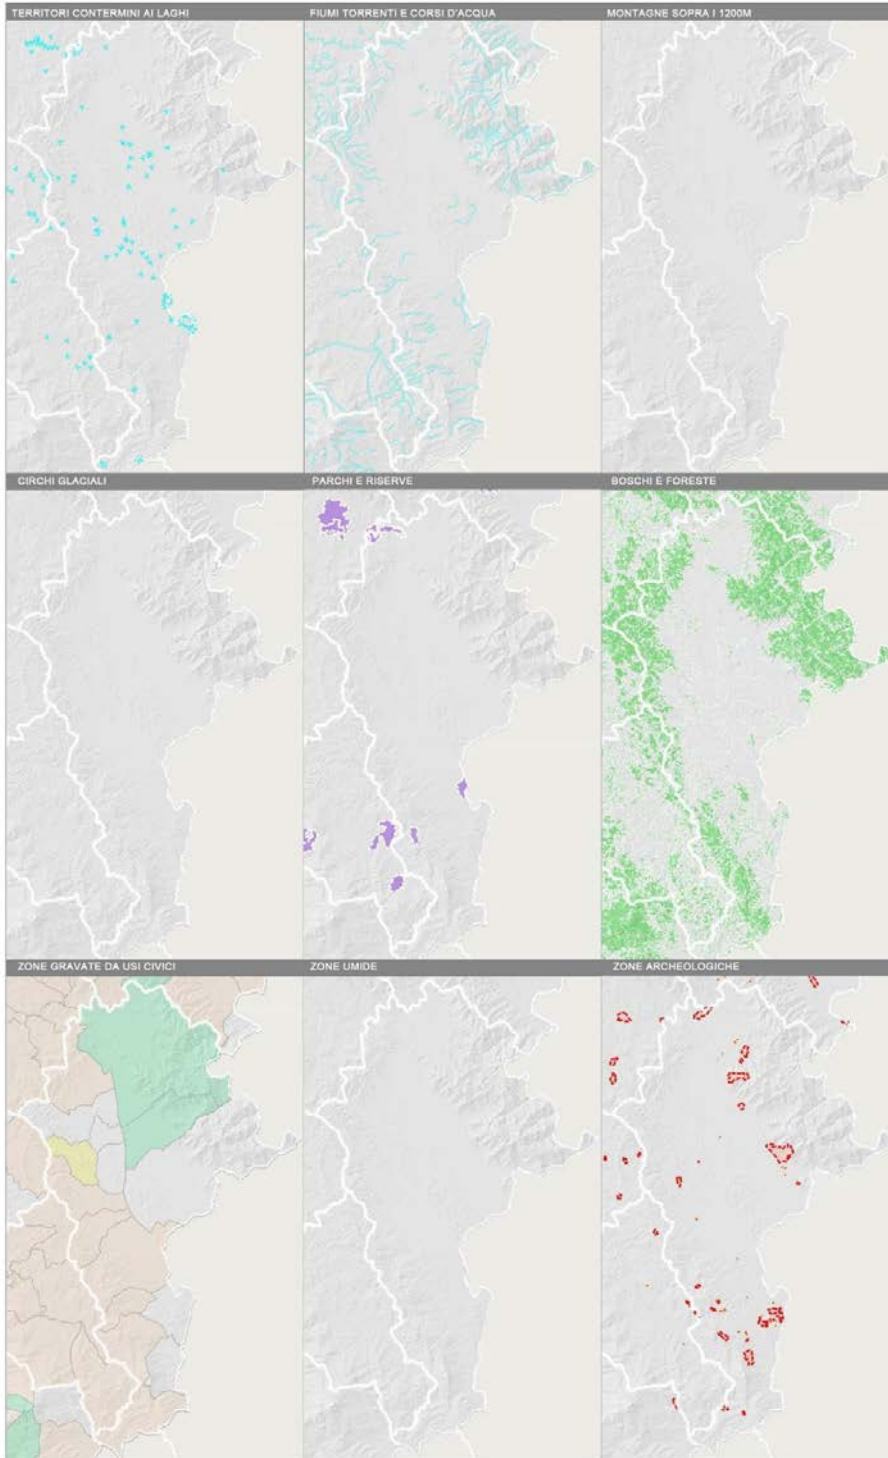 TERRITORI CONTERMINI AI LAGHI
FIUMI TORRENTI E CORSI D'ACQUA
MONTAGNE SOPRA I 1200M
CIRCHI GLACIALI
PARCHI E RISERVE
BOSCHI E FORESTE
ZONE GRAVATE DA USI CIVICI
ZONE UMIDE
ZONE ARCHEOLOGICHE